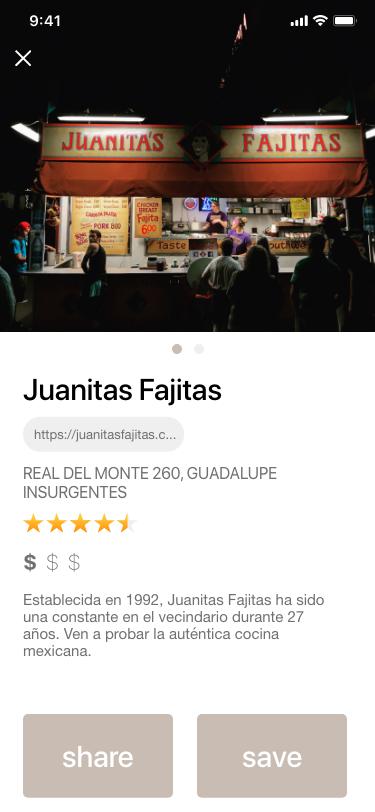 9:41
JUANITA'S FAJITAS
PORK 8.00
CHICKEN
BREAST
Fajita
6.00
Taste
Southwe
Juanitas Fajitas
https://juanitasfajitas.c...
REAL DEL MONTE 260, GUADALUPE
INSURGENTES
$ $ $
Establecida en 1992, Juanitas Fajitas ha sido
una constante en el vecindario durante 27
años. Ven a probar la auténtica cocina
mexicana.
share save